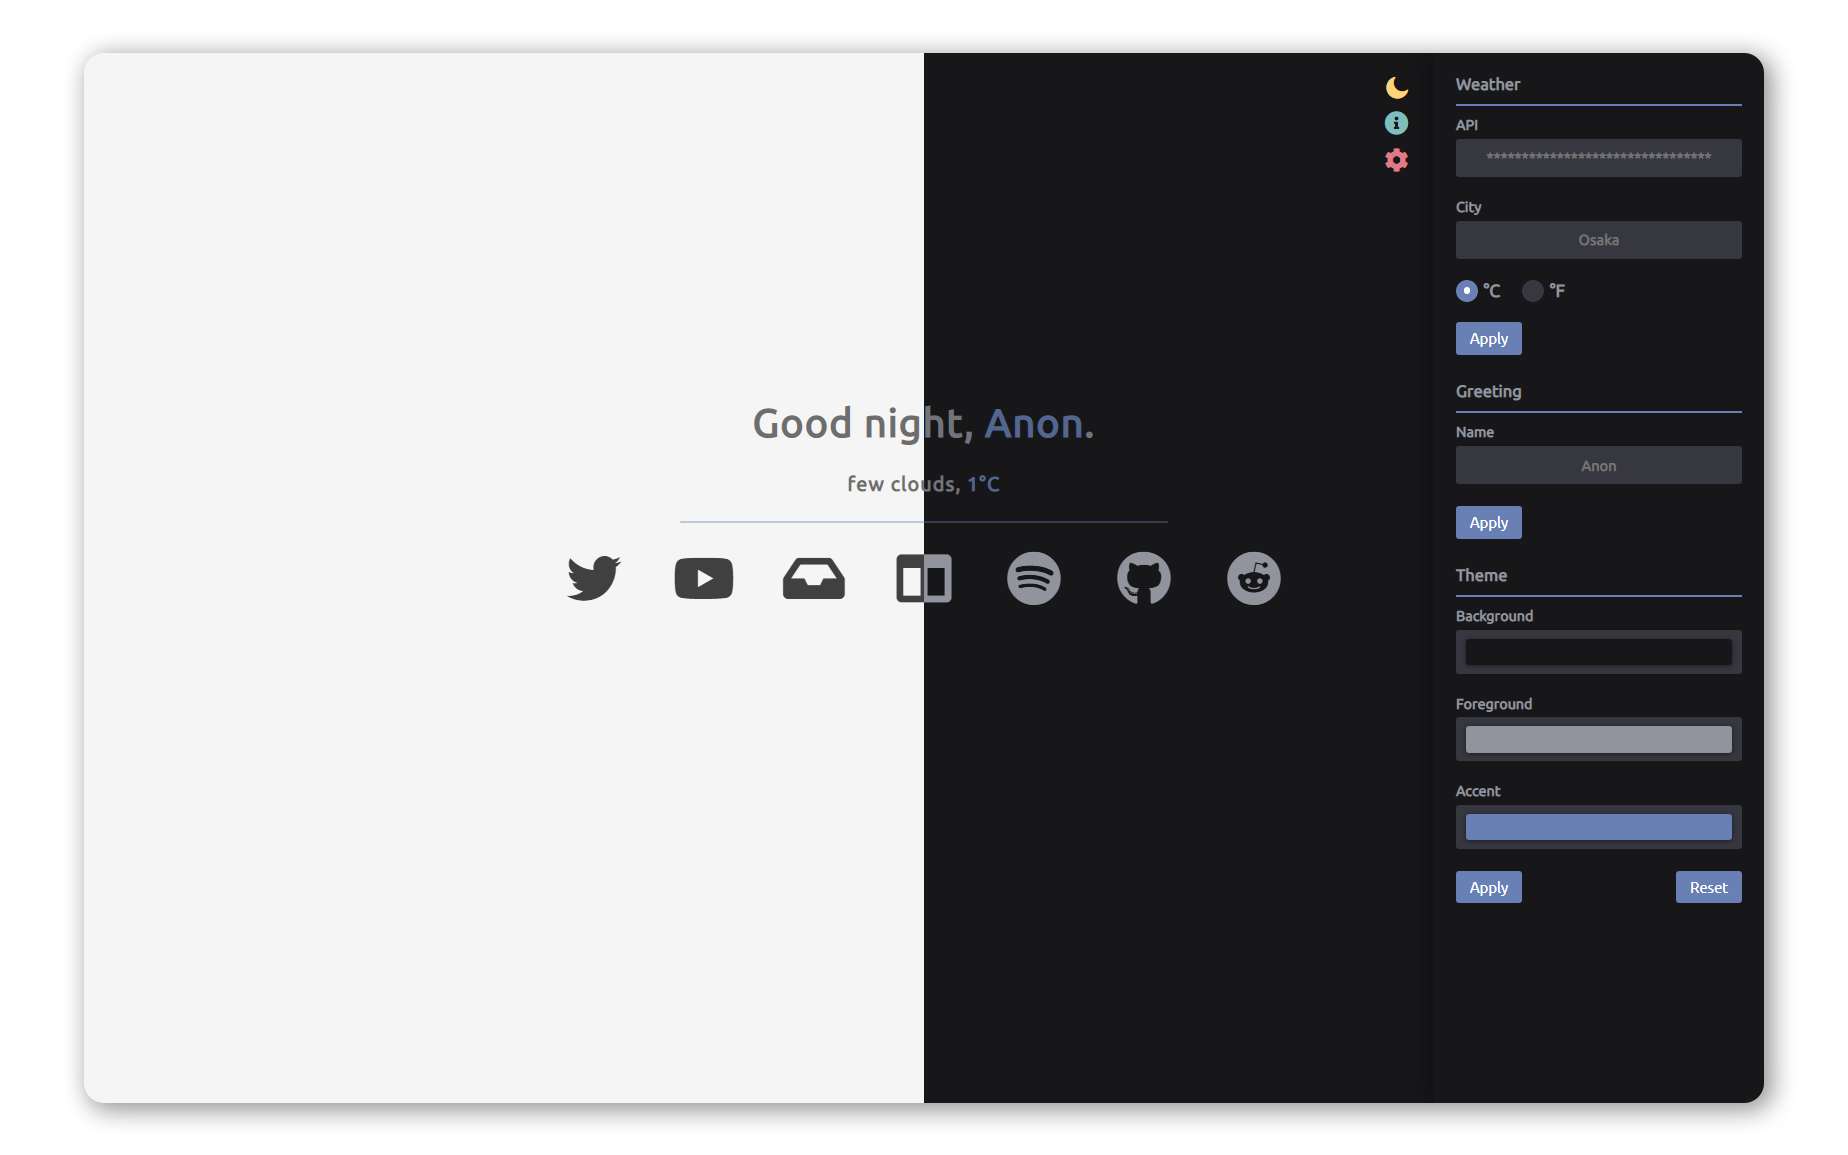 Good night, Anon.
few clouds, 1°C
Weather
API
********************************
City
Osaka
°C
°F
Apply
Greeting
Name
Anon
Apply
Theme
Background
Foreground
Accent
Apply
Reset